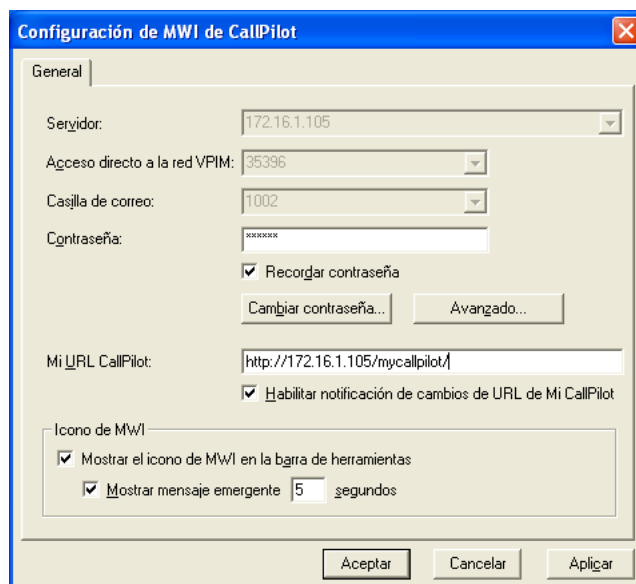 Configuración de MWI de CallPilot
General
Servidor: 172.16.1.105
Acceso directo a la red VPIM: 35396
Casilla de correo: 1002
Contraseña: ××××××
Recordar contraseña
Cambiar contraseña... Avanzado...
Mi URL CallPilot: http://172.16.1.105/mycallpilot/
Habilitar notificación de cambios de URL de Mi CallPilot
Icono de MWI
Mostrar el icono de MWI en la barra de herramientas
Mostrar mensaje emergente 5 segundos
Aceptar Cancelar Aplicar